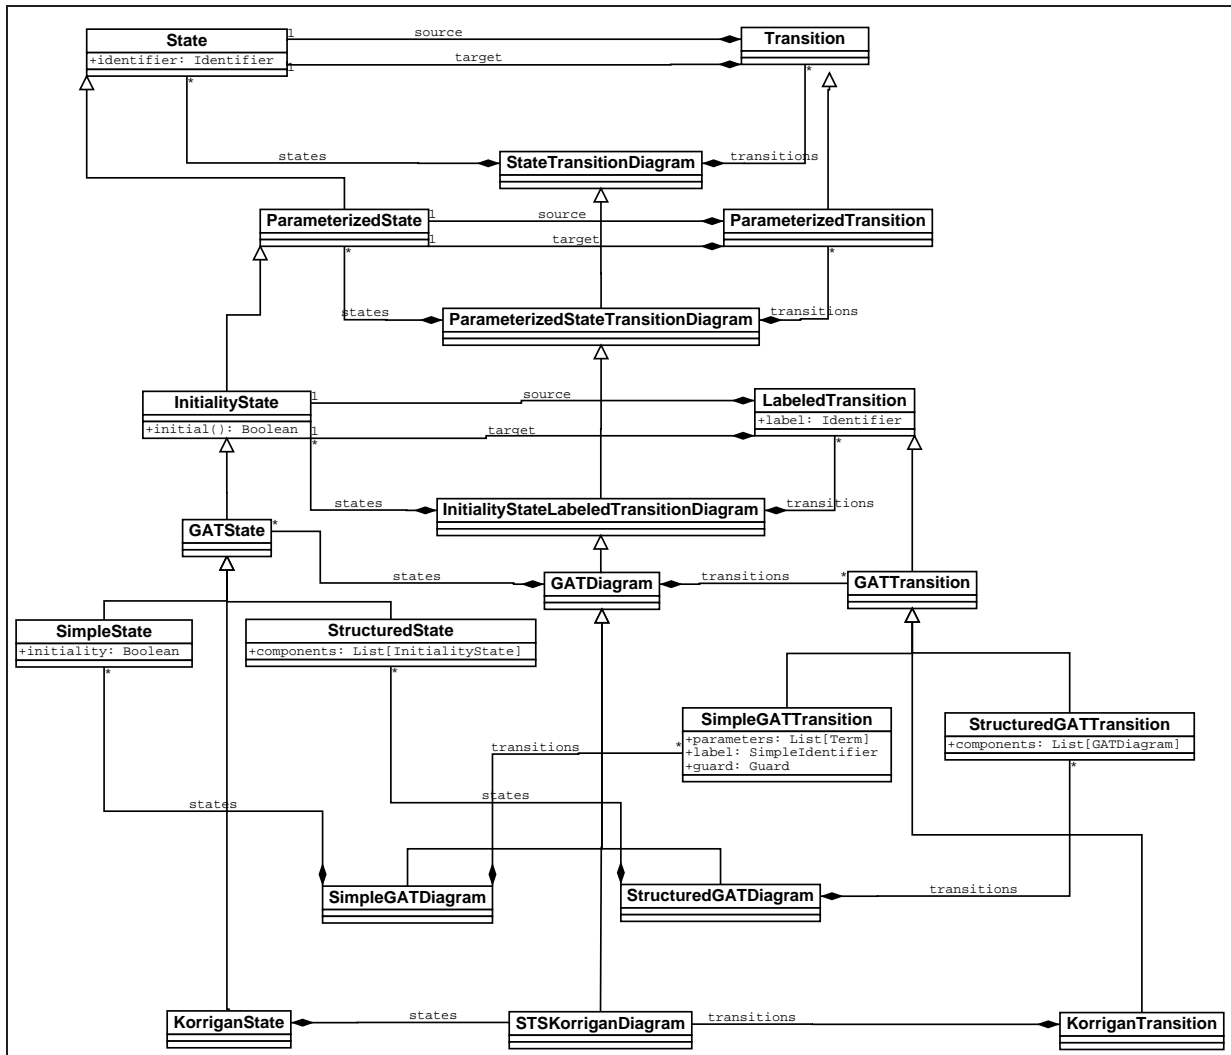 State
+identifier: Identifier
1
source
Transition
1
target
*
*
states
StateTransitionDiagram
transitions
ParameterizedState
1
source
ParameterizedTransition
1
target
*
*
states
ParameterizedStateTransitionDiagram
transitions
InitialityState
+initial(): Boolean
1
source
LabeledTransition
+label: Identifier
1
target
*
*
states
InitialityStateLabeledTransitionDiagram
transitions
GATState
*
states
GATDiagram
transitions
*
GATTransition
SimpleState
+initiality: Boolean
*
StructuredState
+components: List[InitialityState]
*
SimpleGATTransition
+parameters: List[Term]
+label: SimpleIdentifier
+guard: Guard
transitions
*
StructuredGATTransition
+components: List[GATDiagram]
*
states
states
SimpleGATDiagram
StructuredGATDiagram
transitions
KorriganState
states
STSKorriganDiagram
transitions
KorriganTransition